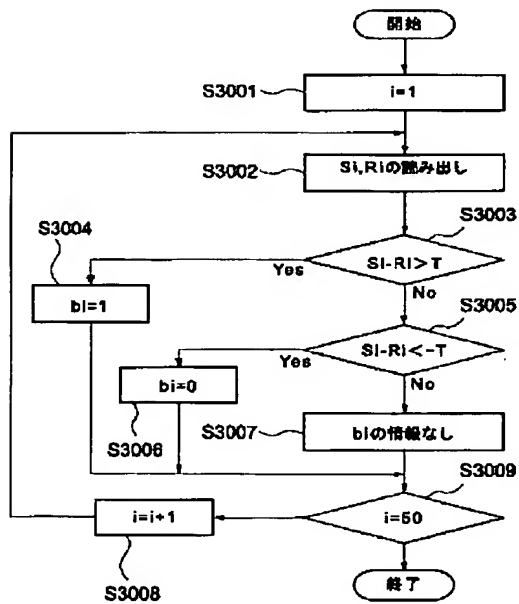 開始
S3001
i=1
S3002
Si,Riの読み出し
S3003
Si-Ri>T
Yes
No
S3004
bi=1
S3005
Si-Ri<-T
Yes
No
bi=0
S3006
S3007
biの情報なし
S3009
i=50
i=i+1
S3008
終了